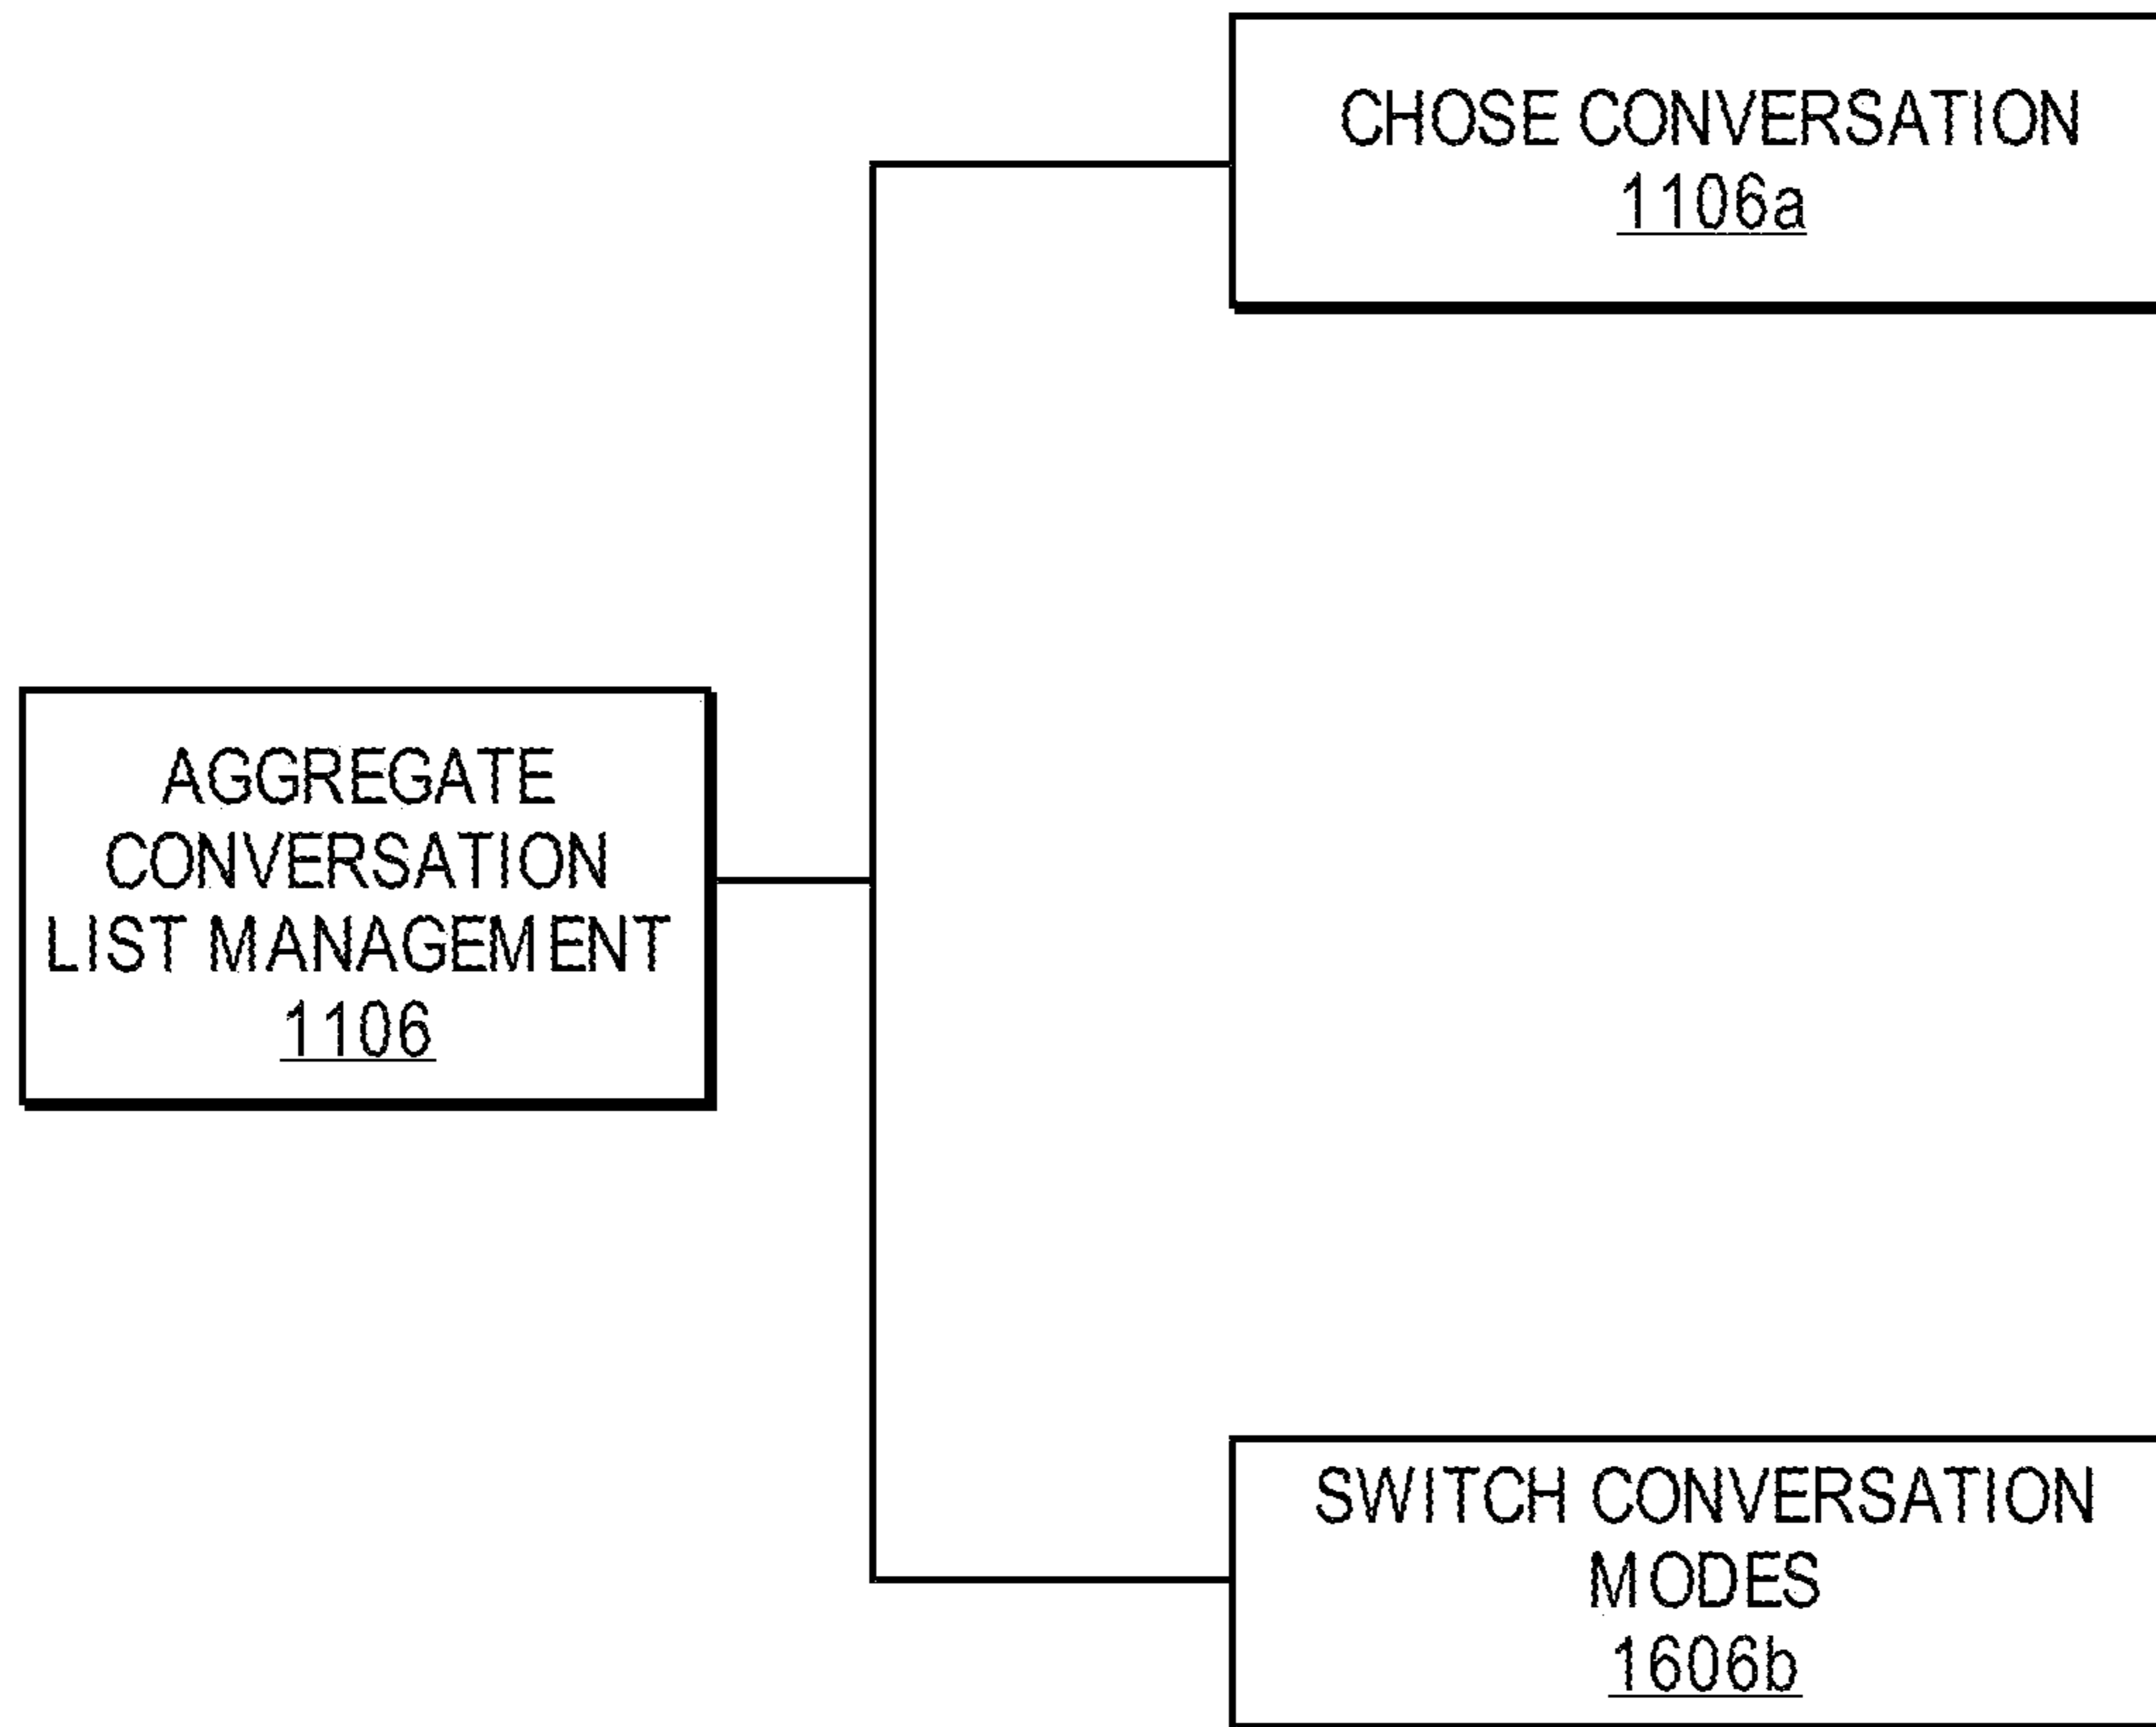 CHOSE CONVERSATION
1106a
AGGREGATE
CONVERSATION
LIST MANAGEMENT
1106
SWITCH CONVERSATION
MODES
1606b